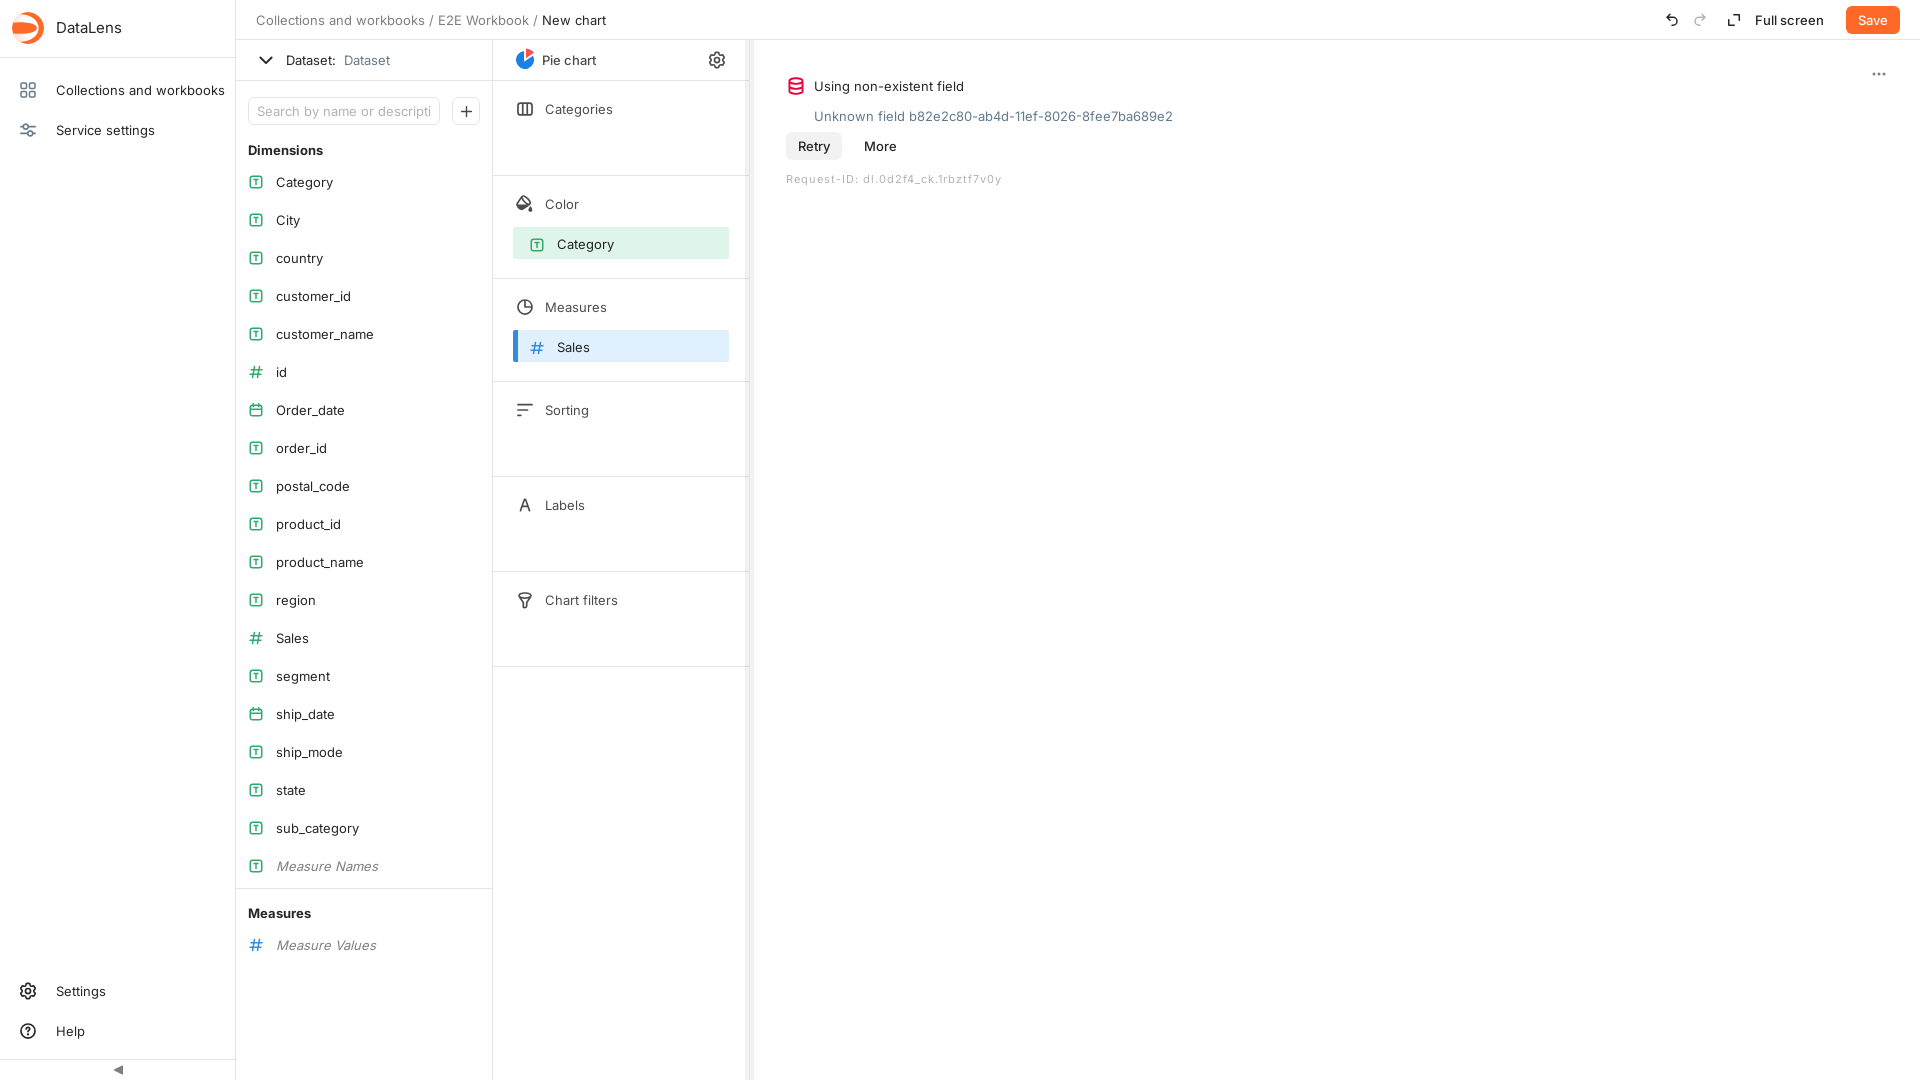 DataLens
Collections and workbooks
Service settings
Settings
Help
Collections and workbooks / E2E Workbook / New chart
Full screen
Save
Dataset: Dataset
Search by name or descripti
Dimensions
Category
City
country
customer_id
customer_name
id
Order_date
order_id
postal_code
product_id
product_name
region
Sales
segment
ship_date
ship_mode
state
sub_category
Measure Names
Measures
Measure Values
Pie chart
Categories
Color
Category
Measures
Sales
Sorting
Labels
Chart filters
Using non-existent field
Unknown field b82e2c80-ab4d-11ef-8026-8fee7ba689e2
Retry
More
Request-ID: dl.0d2f4_ck.1rbztf7v0y